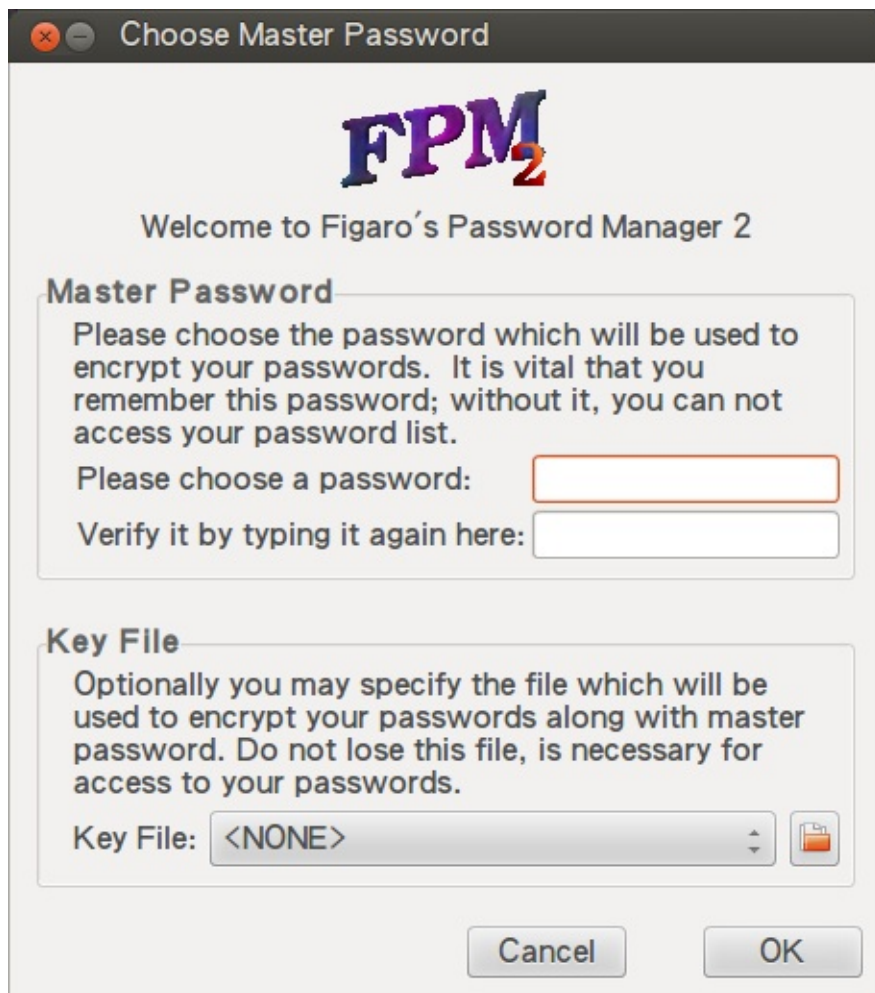 Choose Master Password
FPM2
Welcome to Figaro´s Password Manager 2
Master Password
Please choose the password which will be used to
encrypt your passwords.  It is vital that you
remember this password; without it, you can not
access your password list.
Please choose a password:
Verify it by typing it again here:
Key File
Optionally you may specify the file which will be
used to encrypt your passwords along with master
password. Do not lose this file, is necessary for
access to your passwords.
Key File: <NONE>
Cancel OK